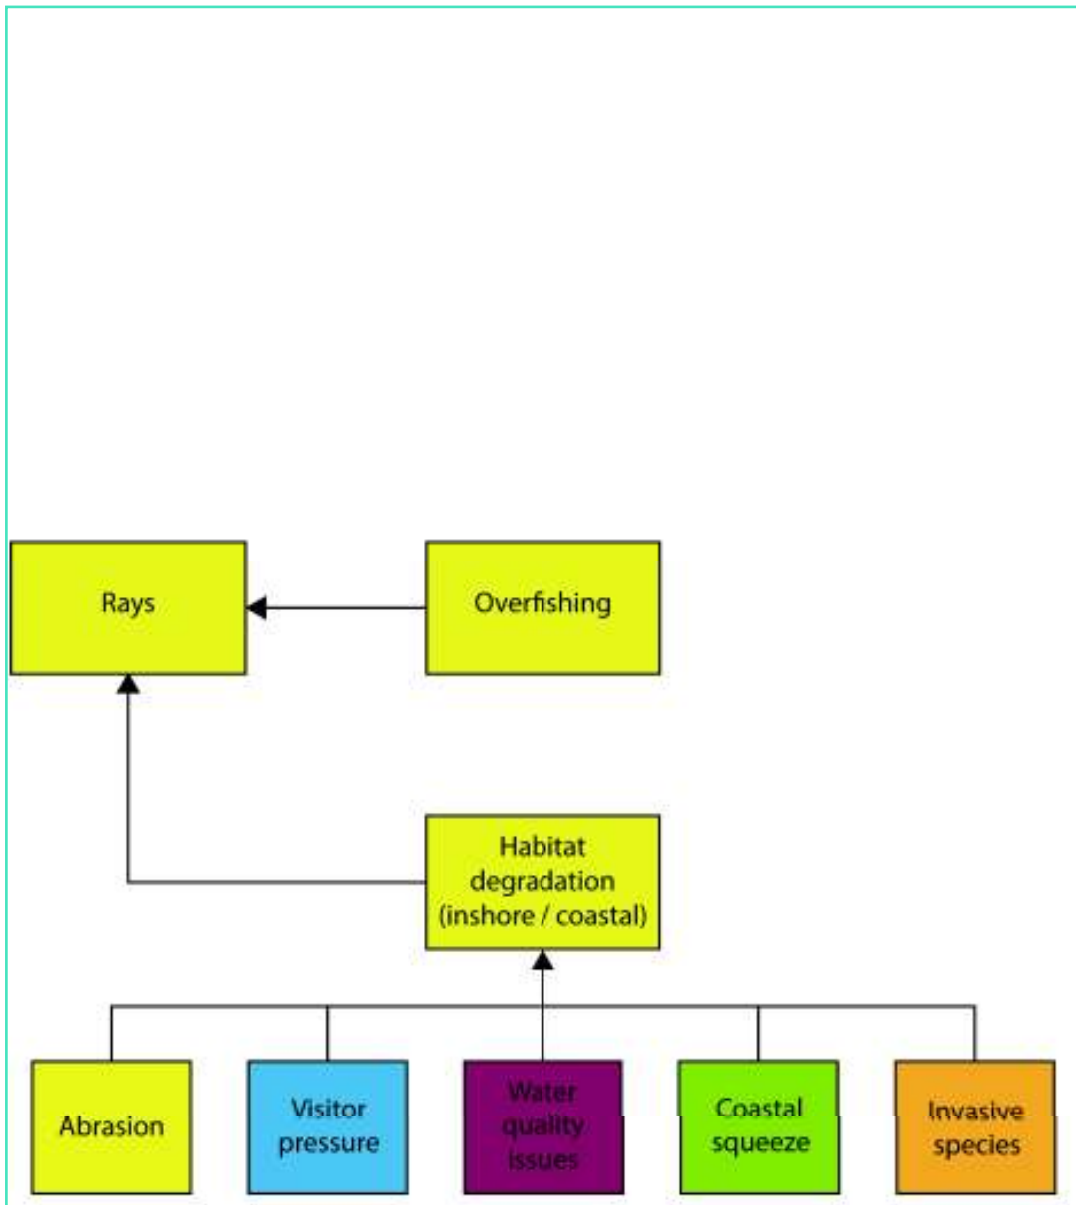 Rays
Overfishing
Habitat
degradation
(inshore / coastal)
Abrasion
Visitor
pressure
Water
quality
issues
Coastal
squeeze
Invasive
species